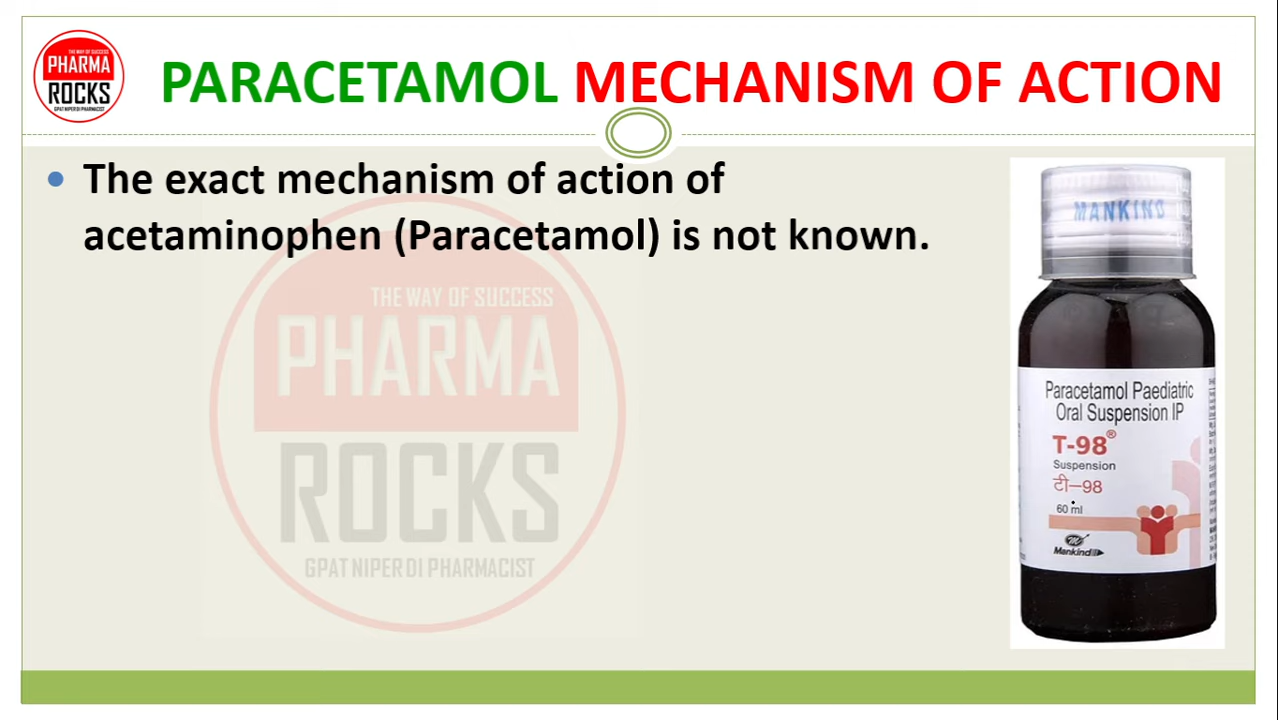 THE WAY OF SUCCESS
PHARMA
ROCKS
GPAT NIPER DI PHARMACIST
PARACETAMOL MECHANISM OF ACTION
• The exact mechanism of action of
acetaminophen (Paracetamol) is not known.
THE WAY OF SUCCESS
PHARMA
ROCKS
GPAT NIPER DI PHARMACIST
MANKIND
Paracetamol Paediatric
Oral Suspension IP
T-98®
Suspension
टी–98
60 ml
Mankind